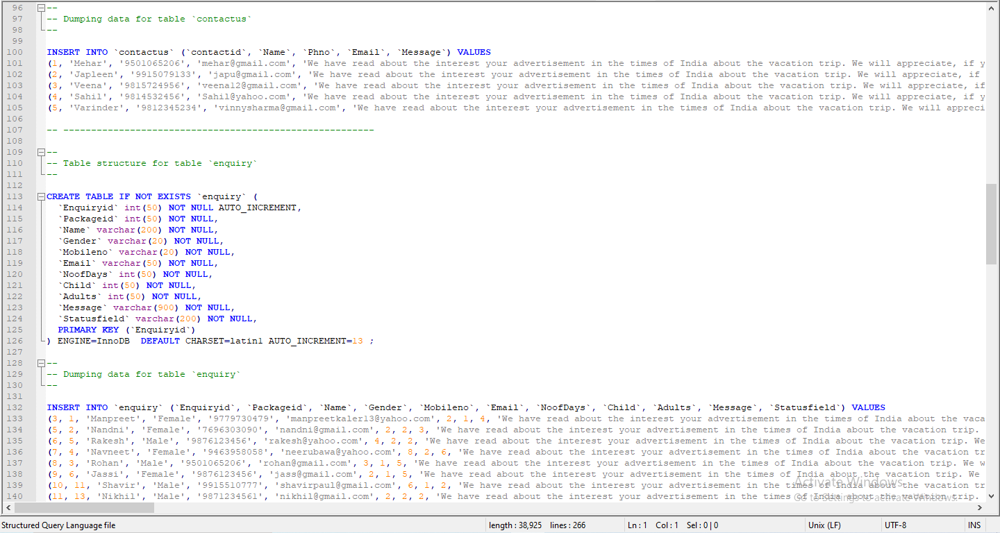 96 --
97 -- Dumping data for table `contactus`
98 --
99
100 INSERT INTO `contactus` (`contactid`, `Name`, `Phno`, `Email`, `Message`) VALUES
101 (1, 'Mehar', '9501065206', 'mehar@gmail.com', 'We have read about the interest your advertisement in the times of India about the vacation trip. We will appreciate, if y
102 (2, 'Japleen', '9915079133', 'japu@gmail.com', 'We have read about the interest your advertisement in the times of India about the vacation trip. We will appreciate, if
103 (3, 'Veena', '9815724956', 'veena12@gmail.com', 'We have read about the interest your advertisement in the times of India about the vacation trip. We will appreciate, if
104 (4, 'Sahil', '9814532456', 'Sahil@yahoo.com', 'We have read about the interest your advertisement in the times of India about the vacation trip. We will appreciate, if y
105 (5, 'Varinder', '9812345234', 'vinnysharma@gmail.com', 'We have read about the interest your advertisement in the times of India about the vacation trip. We will appreci
106
107 -- --------------------------------------------------------
108
109 --
110 -- Table structure for table `enquiry`
111 --
112
113 CREATE TABLE IF NOT EXISTS `enquiry` (
114 `Enquiryid` int(50) NOT NULL AUTO_INCREMENT,
115 `Packageid` int(50) NOT NULL,
116 `Name` varchar(200) NOT NULL,
117 `Gender` varchar(20) NOT NULL,
118 `Mobileno` varchar(20) NOT NULL,
119 `Email` varchar(50) NOT NULL,
120 `NoofDays` int(50) NOT NULL,
121 `Child` int(50) NOT NULL,
122 `Adults` int(50) NOT NULL,
123 `Message` varchar(900) NOT NULL,
124 `Statusfield` varchar(200) NOT NULL,
125 PRIMARY KEY (`Enquiryid`)
126 ) ENGINE=InnoDB  DEFAULT CHARSET=latin1 AUTO_INCREMENT=13 ;
127
128 --
129 -- Dumping data for table `enquiry`
130 --
131
132 INSERT INTO `enquiry` (`Enquiryid`, `Packageid`, `Name`, `Gender`, `Mobileno`, `Email`, `NoofDays`, `Child`, `Adults`, `Message`, `Statusfield`) VALUES
133 (3, 1, 'Manpreet', 'Female', '9779730479', 'manpreetkaler13@yahoo.com', 2, 1, 4, 'We have read about the interest your advertisement in the times of India about the vaca
134 (5, 2, 'Nandni', 'Female', '7696303090', 'nandni@gmail.com', 2, 2, 3, 'We have read about the interest your advertisement in the times of India about the vacation trip.
135 (6, 5, 'Rakesh', 'Male', '9876123456', 'rakesh@yahoo.com', 4, 2, 2, 'We have read about the interest your advertisement in the times of India about the vacation trip. We
136 (7, 4, 'Navneet', 'Female', '9463958058', 'neerubawa@yahoo.com', 8, 2, 6, 'We have read about the interest your advertisement in the times of India about the vacation tr
137 (8, 3, 'Rohan', 'Male', '9501065206', 'rohan@gmail.com', 3, 1, 5, 'We have read about the interest your advertisement in the times of India about the vacation trip. We w
138 (9, 6, 'Jassi', 'Female', '9876123456', 'jass@gmail.com', 2, 1, 5, 'We have read about the interest your advertisement in the times of India about the vacation trip. We
139 (10, 11, 'Shavir', 'Male', '9915510777', 'shavirpaul@gmail.com', 6, 1, 2, 'We have read about the interest your advertisement in the times of India about the vacation tr
140 (11, 13, 'Nikhil', 'Male', '9871234561', 'nikhil@gmail.com', 2, 2, 2, 'We have read about the interest your advertisement in the times of India about the vacation trip.
Activate Windows
Go to Settings to activate Windows.
Structured Query Language file length : 38,925 lines : 266 Ln : 1 Col : 1 Sel : 0 | 0 Unix (LF) UTF-8 INS